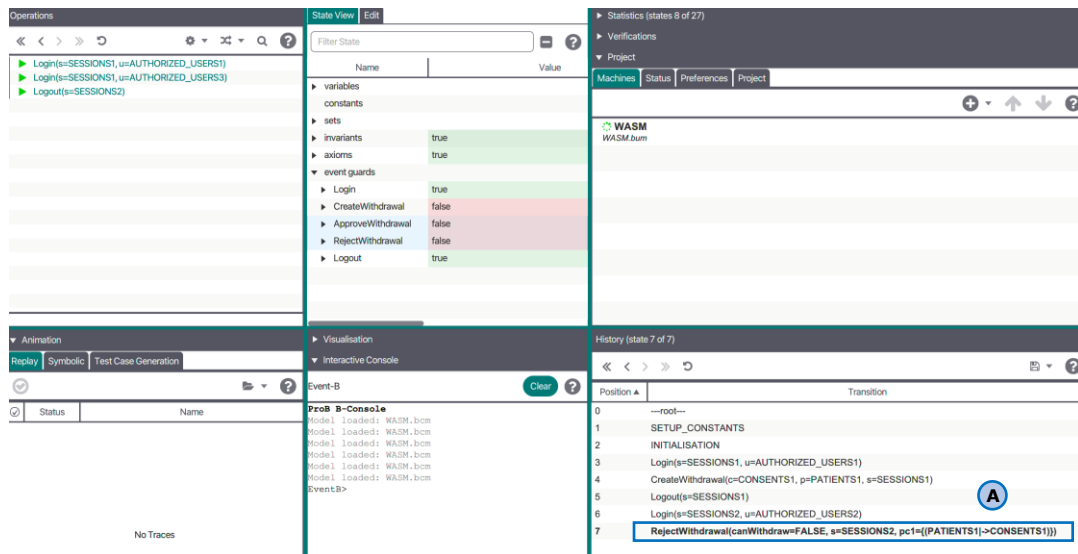 Operations
Login(s=SESSIONS1, u=AUTHORIZED_USERS1)
Login(s=SESSIONS1, u=AUTHORIZED_USERS3)
Logout(s=SESSIONS2)
State View Edit
Filter State
Name Value
variables
constants
sets
invariants true
axioms true
event guards
Login true
CreateWithdrawal false
ApproveWithdrawal false
RejectWithdrawal false
Logout true
Statistics (states 8 of 27)
Verifications
Project
Machines Status Preferences Project
WASM
WASM.bum
Animation
Replay Symbolic Test Case Generation
Status Name
No Traces
Visualisation
Interactive Console
Event-B Clear
ProB B-Console
Model loaded: WASM.bcm
Model loaded: WASM.bcm
Model loaded: WASM.bcm
Model loaded: WASM.bcm
Model loaded: WASM.bcm
Model loaded: WASM.bcm
EventB>
History (state 7 of 7)
Position Transition
0 ---root---
1 SETUP_CONSTANTS
2 INITIALISATION
3 Login(s=SESSIONS1, u=AUTHORIZED_USERS1)
4 CreateWithdrawal(c=CONSENTS1, p=PATIENTS1, s=SESSIONS1)
5 Logout(s=SESSIONS1)
A
6 Login(s=SESSIONS2, u=AUTHORIZED_USERS2)
7 RejectWithdrawal(canWithdraw=FALSE, s=SESSIONS2, pc1={(PATIENTS1|->CONSENTS1)})